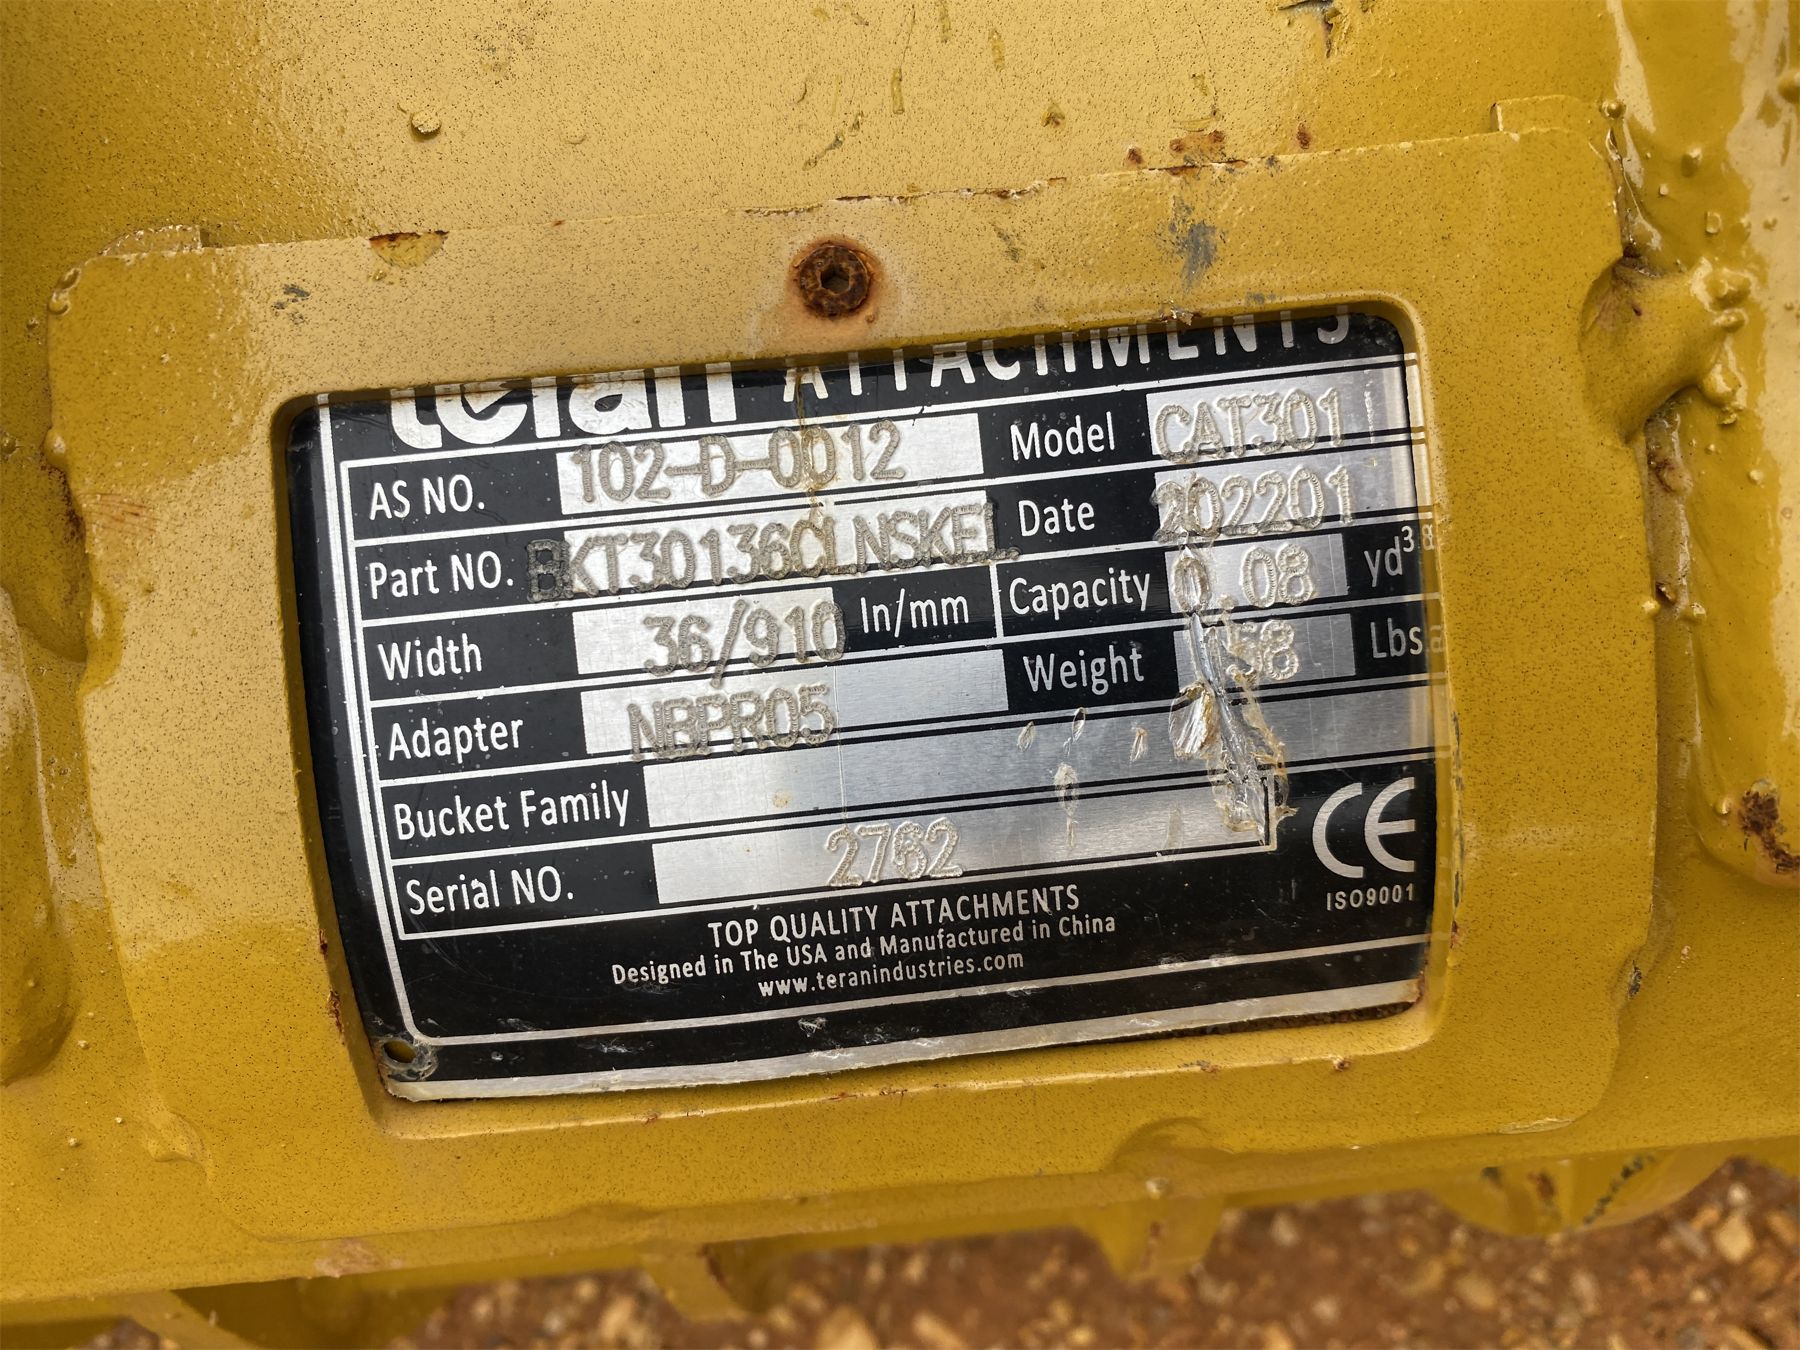 teran ATTACHMENTS
AS NO. 102-D-0012 Model CAT301
Part NO. BKT30136CLNSKEL Date 202201
Width 36/910 In/mm Capacity 0.08 yd³
Adapter NBPR05 Weight 158 Lbs
Bucket Family
Serial NO. 2762
CE
ISO9001
TOP QUALITY ATTACHMENTS
Designed in The USA and Manufactured in China
www.teranindustries.com